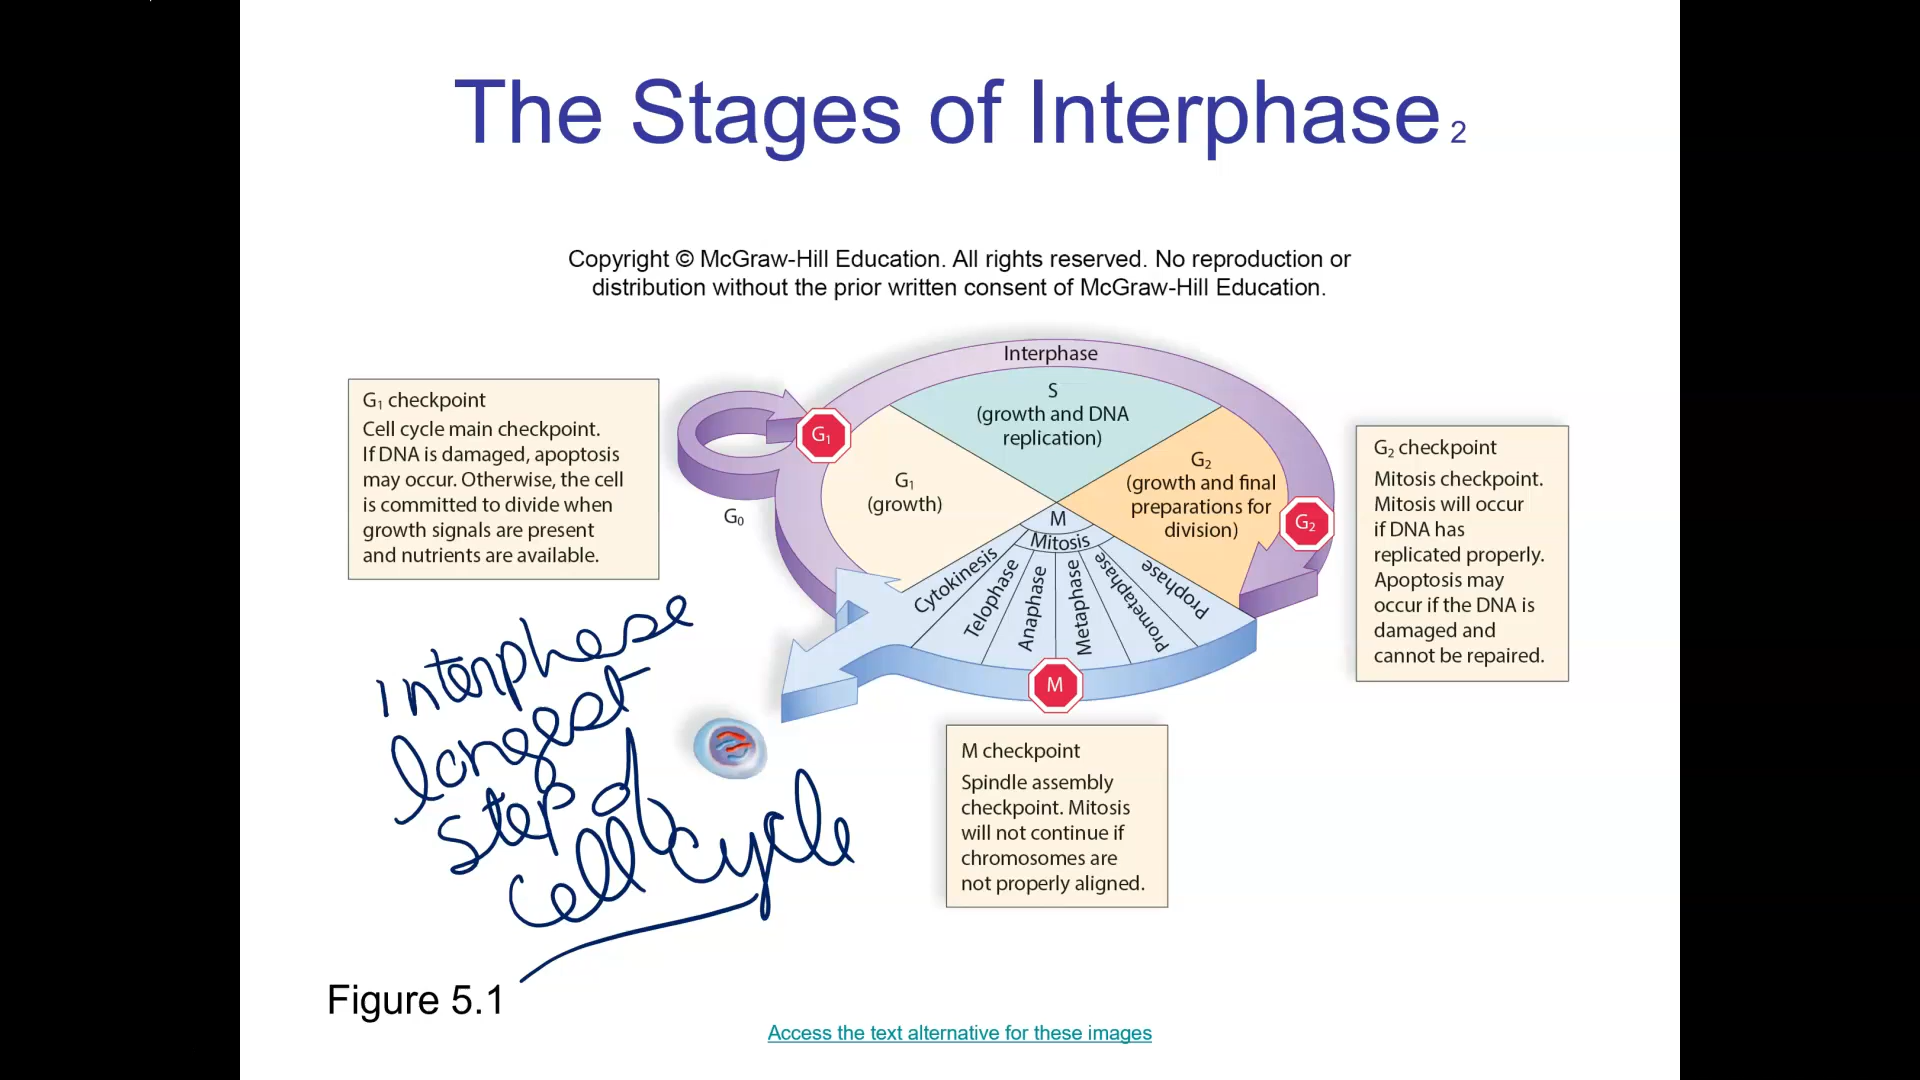 The Stages of Interphase 2
Copyright © McGraw-Hill Education. All rights reserved. No reproduction or
distribution without the prior written consent of McGraw-Hill Education.
Interphase
S
(growth and DNA
replication)
G₁
G₁
(growth)
G₀
G₂
(growth and final
preparations for
division)
G₂
M
Mitosis
Cytokinesis
Telophase
Anaphase
Metaphase
Prometaphase
Prophase
M
G₁ checkpoint
Cell cycle main checkpoint.
If DNA is damaged, apoptosis
may occur. Otherwise, the cell
is committed to divide when
growth signals are present
and nutrients are available.
G₂ checkpoint
Mitosis checkpoint.
Mitosis will occur
if DNA has
replicated properly.
Apoptosis may
occur if the DNA is
damaged and
cannot be repaired.
M checkpoint
Spindle assembly
checkpoint. Mitosis
will not continue if
chromosomes are
not properly aligned.
interphase
longest
step of
cell cycle
Figure 5.1
Access the text alternative for these images